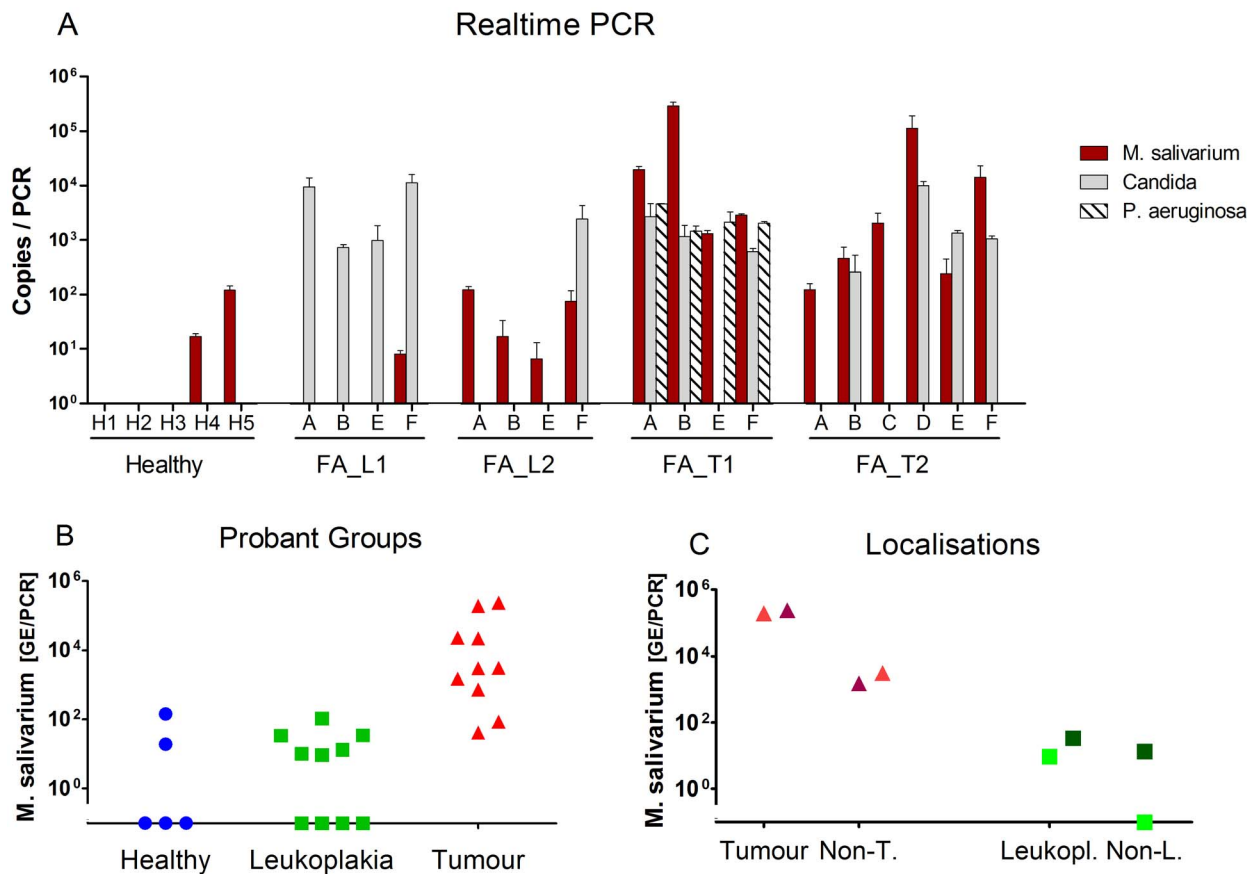 A
Realtime PCR
Copies / PCR
10⁶
10⁵
10⁴
10³
10²
10¹
10⁰
M. salivarium
Candida
P. aeruginosa
H1 H2 H3 H4 H5 A B E F A B E F A B E F A B C D E F
Healthy FA_L1 FA_L2 FA_T1 FA_T2
B
Probant Groups
M. salivarium [GE/PCR]
10⁶
10⁴
10²
10⁰
Healthy Leukoplakia Tumour
C
Localisations
M. salivarium [GE/PCR]
10⁶
10⁴
10²
10⁰
Tumour Non-T. Leukopl. Non-L.